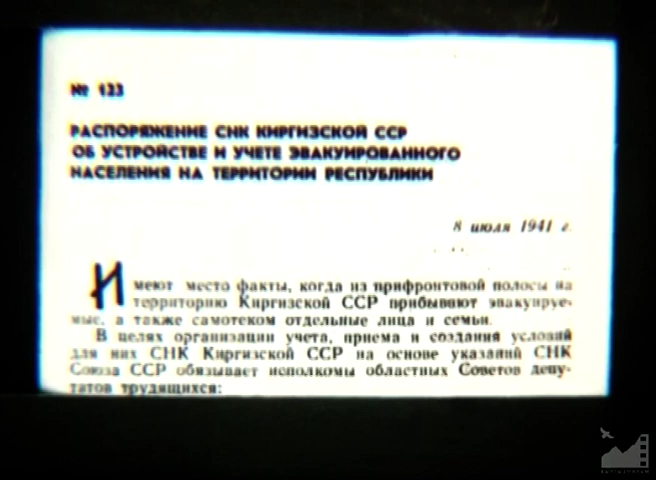 № 133
РАСПОРЯЖЕНИЕ СНК КИРГИЗСКОЙ ССР
ОБ УСТРОЙСТВЕ И УЧЕТЕ ЭВАКУИРОВАННОГО
НАСЕЛЕНИЯ НА ТЕРРИТОРИИ РЕСПУБЛИКИ
8 июля 1941 г.
Имеют место факты, когда из прифронтовой полосы на
территорию Киргизской ССР прибывают эвакуируе-
мые, а также самотеком отдельные лица и семьи.
В целях организации учета, приема и создания условий
для них СНК Киргизской ССР на основе указаний СНК
Союза ССР обязывает исполкомы областных Советов депу-
татов трудящихся: